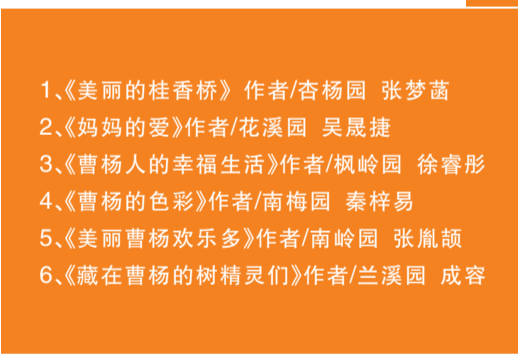 1、《美丽的桂香桥》 作者/杏杨园 张梦菡
2、《妈妈的爱》作者/花溪园 吴晟捷
3、《曹杨人的幸福生活》作者/枫岭园 徐睿彤
4、《曹杨的色彩》作者/南梅园 秦梓易
5、《美丽曹杨欢乐多》作者/南岭园 张胤颉
6、《藏在曹杨的树精灵们》作者/兰溪园 成容